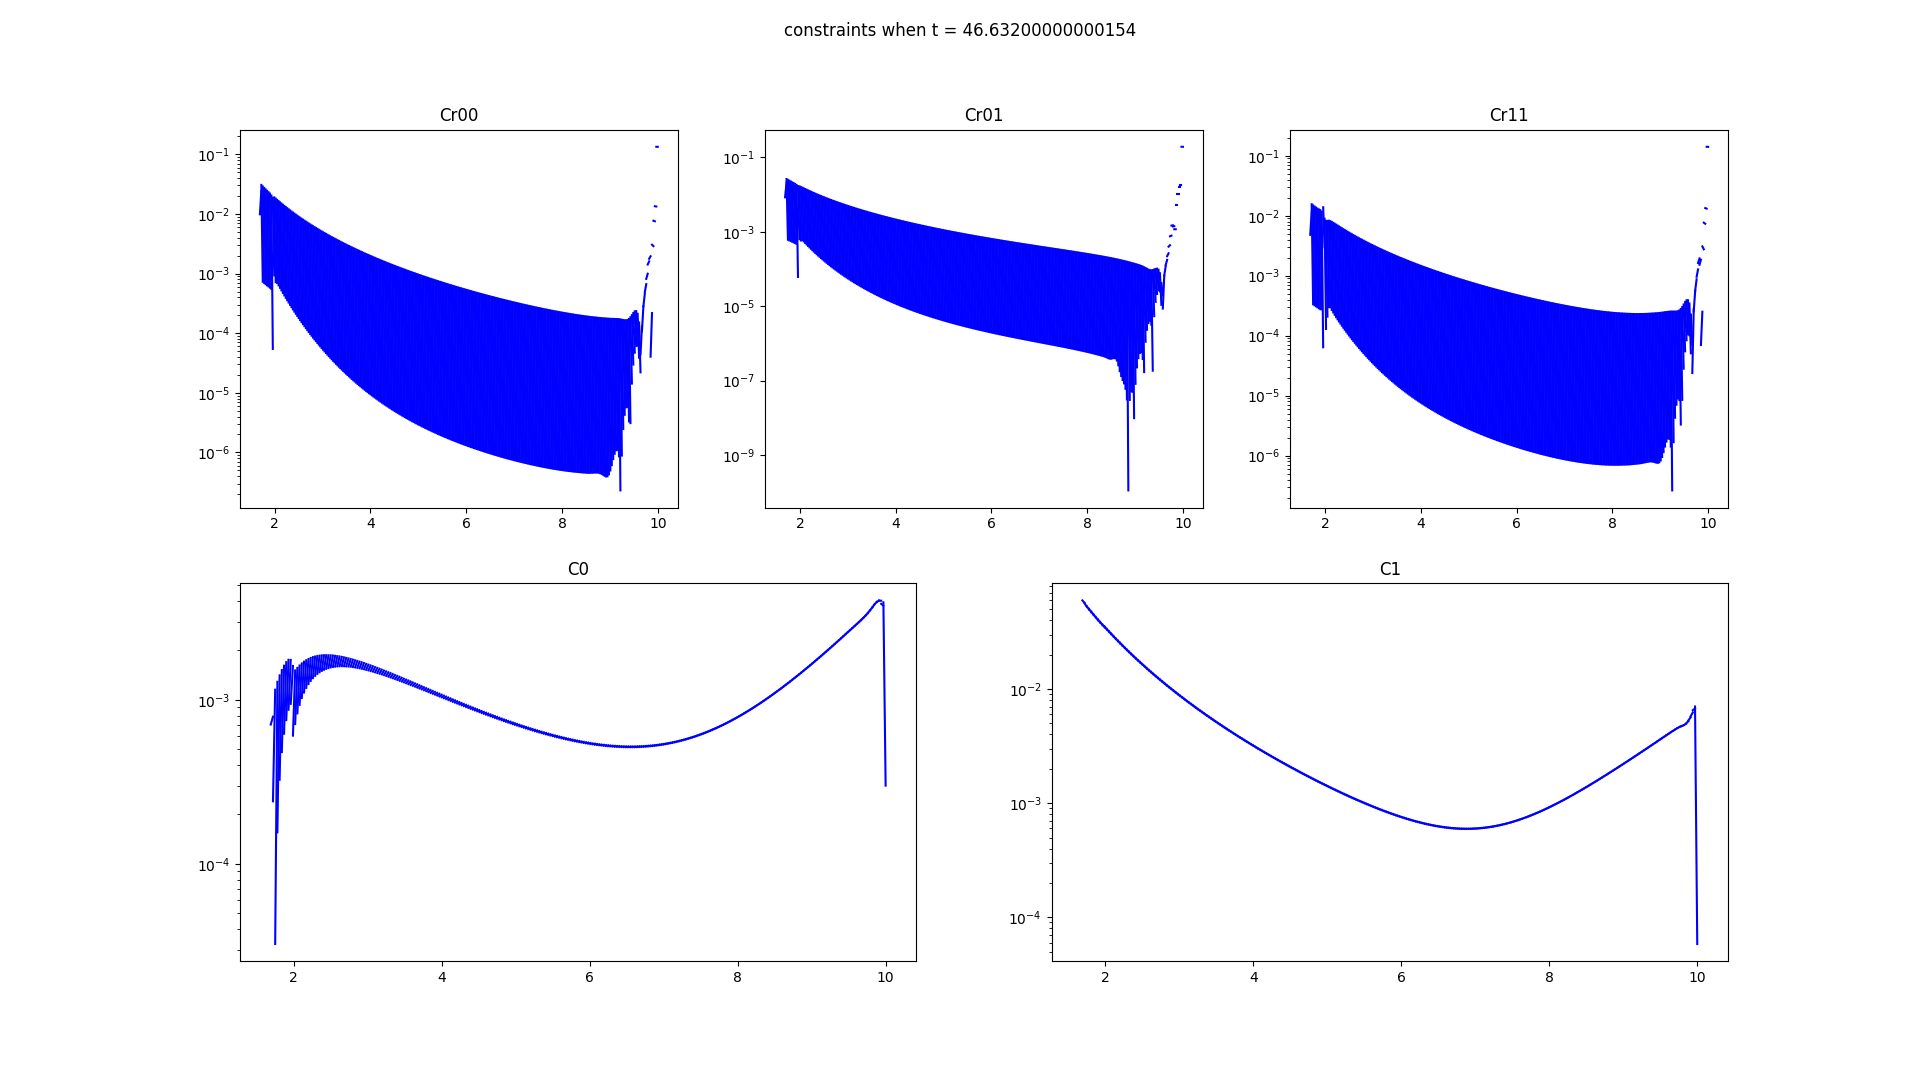 constraints when t = 46.63200000000154
Cr00 Cr01 Cr11
10⁻¹ 10⁻¹ 10⁻¹
10⁻² 10⁻³ 10⁻²
10⁻³ 10⁻⁵ 10⁻³
10⁻⁴ 10⁻⁷ 10⁻⁴
10⁻⁵ 10⁻⁹ 10⁻⁵
10⁻⁶ 10⁻⁶
2 4 6 8 10 2 4 6 8 10 2 4 6 8 10
C0 C1
10⁻³ 10⁻²
10⁻⁴ 10⁻³
10⁻⁴
2 4 6 8 10 2 4 6 8 10